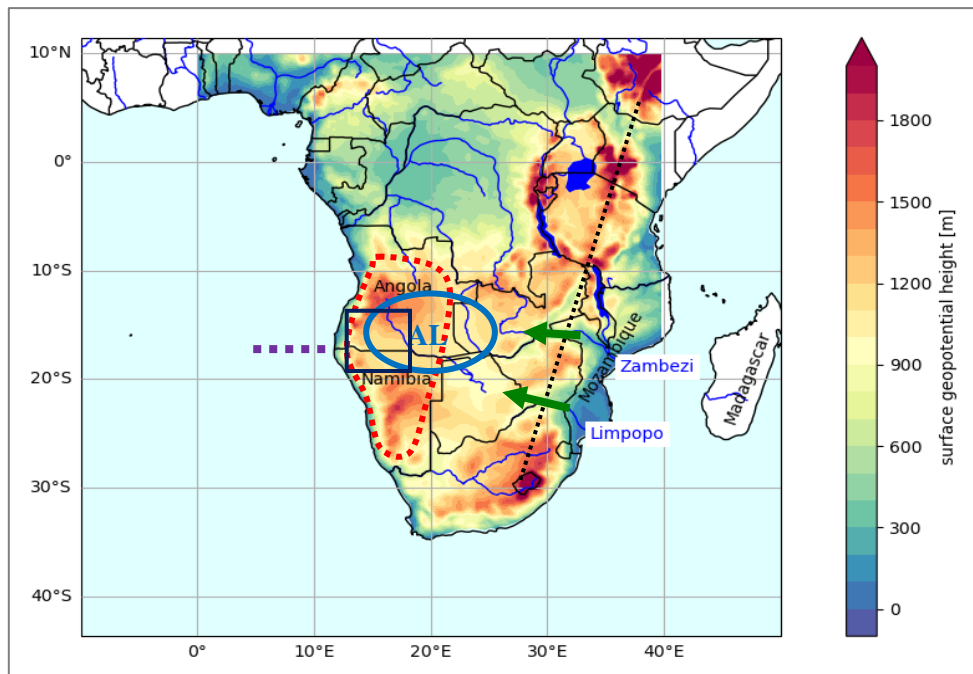 10°N
0°
10°S
20°S
30°S
40°S
0°
10°E
20°E
30°E
40°E
Angola
AL
Namibia
Mozambique
Zambezi
Limpopo
Madagascar
1800
1500
1200
900
600
300
0
surface geopotential height [m]